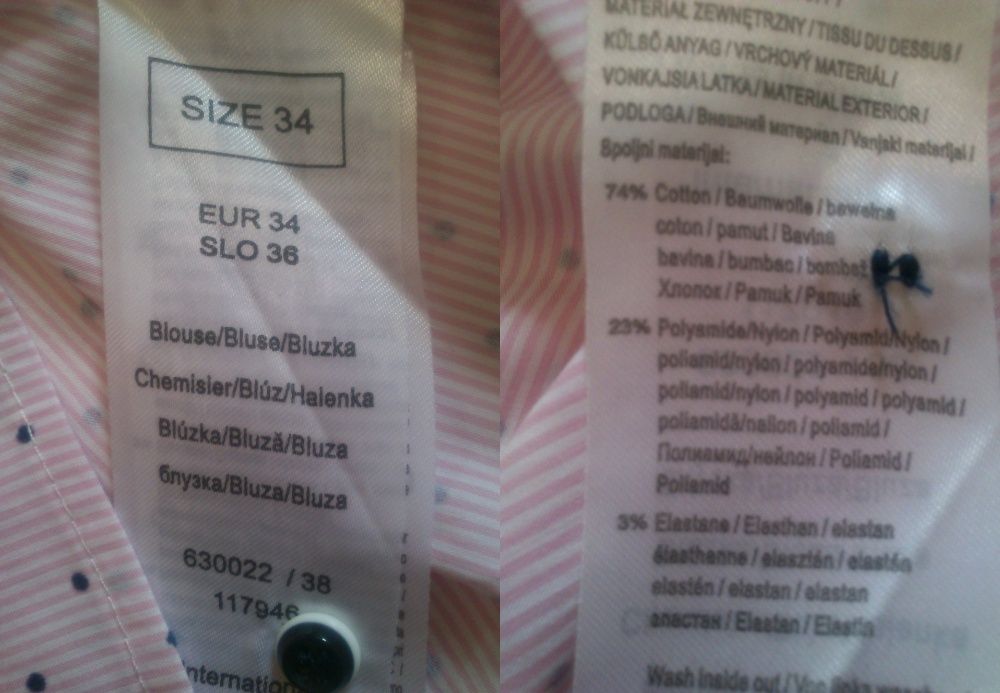 SIZE 34
EUR 34
SLO 36
Blouse/Bluse/Bluzka
Chemisier/Blúz/Halenka
Blúzka/Bluză/Bluza
блузка/Bluza/Bluza
630022 / 38
117946
MATERIAŁ ZEWNĘTRZNY / TISSU DU DESSUS /
KÜLSŐ ANYAG / VRCHOVÝ MATERIÁL /
VONKAJSIA LATKA / MATERIAL EXTERIOR /
PODLOGA / Внешний материал / Vanjski materijal /
Spoljni materijal:
74% Cotton / Baumwolle / bawełna
coton / pamut / Bavlna
bavlna / bumbac / bombaž
Хлопок / Pamuk / Pamuk
23% Polyamide/Nylon / Polyamid/Nylon /
poliamid/nylon / polyamide/nylon /
poliamid/nylon / polyamid / polyamid /
poliamidă/nailon / poliamid /
Полиамид/нейлон / Poliamid /
Poliamid
3% Elastane / Elasthan / elastan
élasthanne / elasztán / elastan
elastén / elastan / elastan
эластан / Elastan / Elastin
Wash inside out / Von links